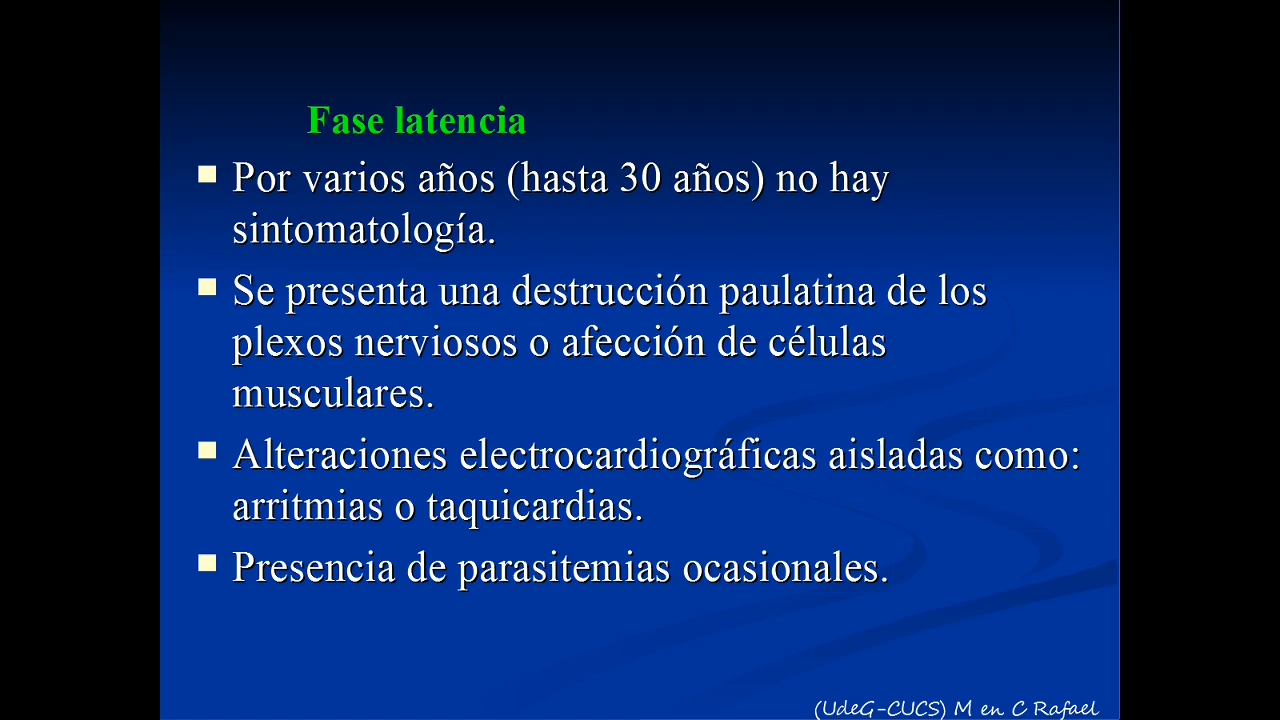 Fase latencia
Por varios años (hasta 30 años) no hay
sintomatología.
Se presenta una destrucción paulatina de los
plexos nerviosos o afección de células
musculares.
Alteraciones electrocardiográficas aisladas como:
arritmias o taquicardias.
Presencia de parasitemias ocasionales.
(UdeG-CUCS) M en C Rafael